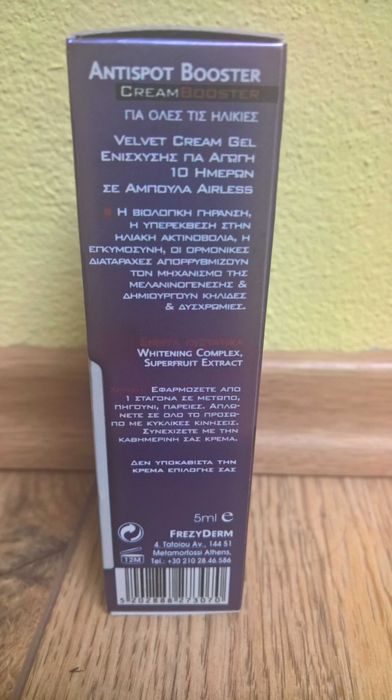 ANTISPOT BOOSTER
CREAMBOOSTER
ΓΙΑ ΟΛΕΣ ΤΙΣ ΗΛΙΚΙΕΣ
VELVET CREAM GEL
ΕΝΙΣΧΥΣΗΣ ΓΙΑ ΑΓΩΓΗ
10 ΗΜΕΡΩΝ
ΣΕ ΑΜΠΟΥΛΑ AIRLESS
Η ΒΙΟΛΟΓΙΚΗ ΓΗΡΑΝΣΗ,
Η ΥΠΕΡΕΚΘΕΣΗ ΣΤΗΝ
ΗΛΙΑΚΗ ΑΚΤΙΝΟΒΟΛΙΑ, Η
ΕΓΚΥΜΟΣΥΝΗ, ΟΙ ΟΡΜΟΝΙΚΕΣ
ΔΙΑΤΑΡΑΧΕΣ ΑΠΟΡΡΥΘΜΙΖΟΥΝ
ΤΟΝ ΜΗΧΑΝΙΣΜΟ ΤΗΣ
ΜΕΛΑΝΙΝΟΓΕΝΕΣΗΣ &
ΔΗΜΙΟΥΡΓΟΥΝ ΚΗΛΙΔΕΣ
& ΔΥΣΧΡΩΜΙΕΣ.
ΣΥΣΤΑΤΙΚΑ
WHITENING COMPLEX,
SUPERFRUIT EXTRACT
ΕΦΑΡΜΟΖΕΤΕ ΑΠΟ
1 ΣΤΑΓΟΝΑ ΣΕ ΜΕΤΩΠΟ,
ΠΗΓΟΥΝΙ, ΠΑΡΕΙΕΣ. ΑΠΛΩ-
ΝΕΤΕ ΣΕ ΟΛΟ ΤΟ ΠΡΟΣΩ-
ΠΟ ΜΕ ΚΥΚΛΙΚΕΣ ΚΙΝΗΣΕΙΣ.
ΣΥΝΕΧΙΖΕΤΕ ΜΕ ΤΗΝ
ΚΑΘΗΜΕΡΙΝΗ ΣΑΣ ΚΡΕΜΑ.
ΔΕΝ ΥΠΟΚΑΘΙΣΤΑ ΤΗΝ
ΚΡΕΜΑ ΕΠΙΛΟΓΗΣ ΣΑΣ
5ml e
FREZYDERM
4, Tatoiou Av., 144 51
Metamorfossi Athens,
Tel.: +30 210 28.46.586
12M
5 202888 273070